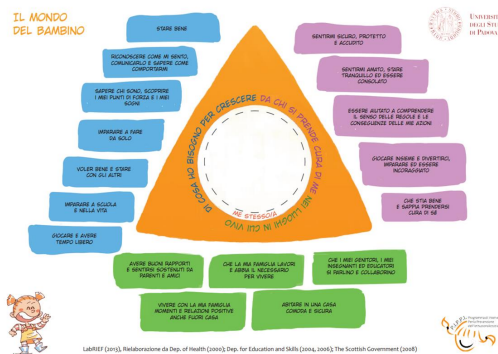 IL MONDO
DEL BAMBINO
STARE BENE
RICONOSCERE COME MI SENTO,
COMUNICARLO E SAPERE COME
COMPORTARMI
SAPERE CHI SONO, SCOPRIRE
I MIEI PUNTI DI FORZA E I MIEI
SOGNI
IMPARARE A FARE
DA SOLO
VOLER BENE E STARE
CON GLI ALTRI
IMPARARE A SCUOLA
E NELLA VITA
GIOCARE E AVERE
TEMPO LIBERO
DI COSA HO BISOGNO PER CRESCERE
DA CHI SI PRENDE CURA DI ME
NEI LUOGHI IN CUI VIVO
ME STESSO/A
SENTIRMI SICURO, PROTETTO
E ACCUDITO
SENTIRMI AMATO, STARE
TRANQUILLO ED ESSERE
CONSOLATO
ESSERE AIUTATO A COMPRENDERE
IL SENSO DELLE REGOLE E LE
CONSEGUENZE DELLE MIE AZIONI
GIOCARE INSIEME E DIVERTIRCI,
IMPARARE ED ESSERE
INCORAGGIATO
CHE STIA BENE
E SAPPIA PRENDERSI
CURA DI SÉ
AVERE BUONI RAPPORTI
E SENTIRSI SOSTENUTI DA
PARENTI E AMICI
CHE LA MIA FAMIGLIA LAVORI
E ABBIA IL NECESSARIO
PER VIVERE
CHE I MIEI GENITORI, I MIEI
INSEGNANTI ED EDUCATORI
SI PARLINO E COLLABORINO
VIVERE CON LA MIA FAMIGLIA
MOMENTI E RELAZIONI POSITIVE
ANCHE FUORI CASA
ABITARE IN UNA CASA
COMODA E SICURA
UNIVERSI
DEGLI STU
DI PADOVA
LabRIEF (2013), Rielaborazione da Dep. of Health (2000); Dep. for Education and Skills (2004, 2006); The Scottish Government (2008)